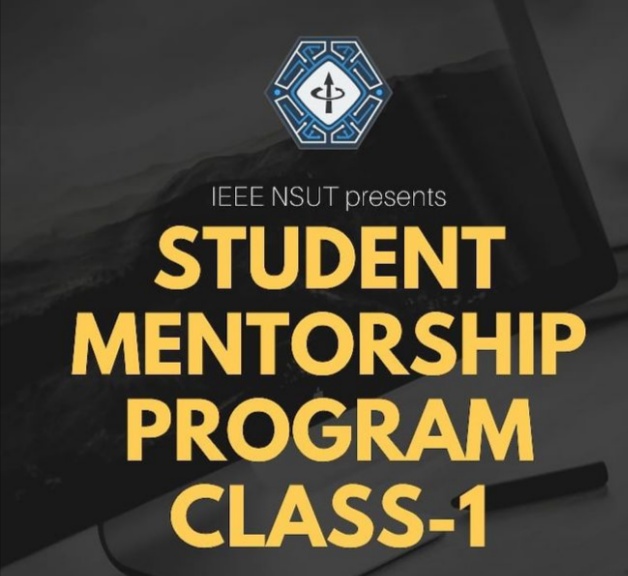 IEEE NSUT presents
STUDENT
MENTORSHIP
PROGRAM
CLASS-1